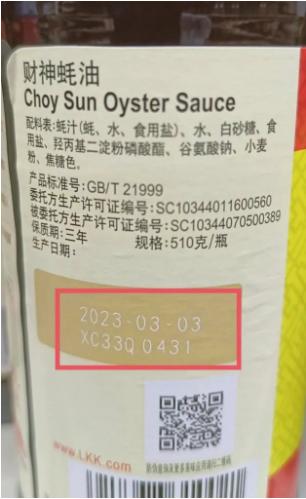 财神蚝油
Choy Sun Oyster Sauce
配料表:蚝汁(蚝、水、食用盐)、水、白砂糖、食
用盐、羟丙基二淀粉磷酸酯、谷氨酸钠、小麦
粉、焦糖色。
产品标准号:GB/T 21999
委托方生产许可证编号:SC10344011600560
被委托方生产许可证编号:SC10344070500389
保质期:三年 规格:510克/瓶
生产日期:
2023-03-03
XC33Q 0431
www.LKK.com